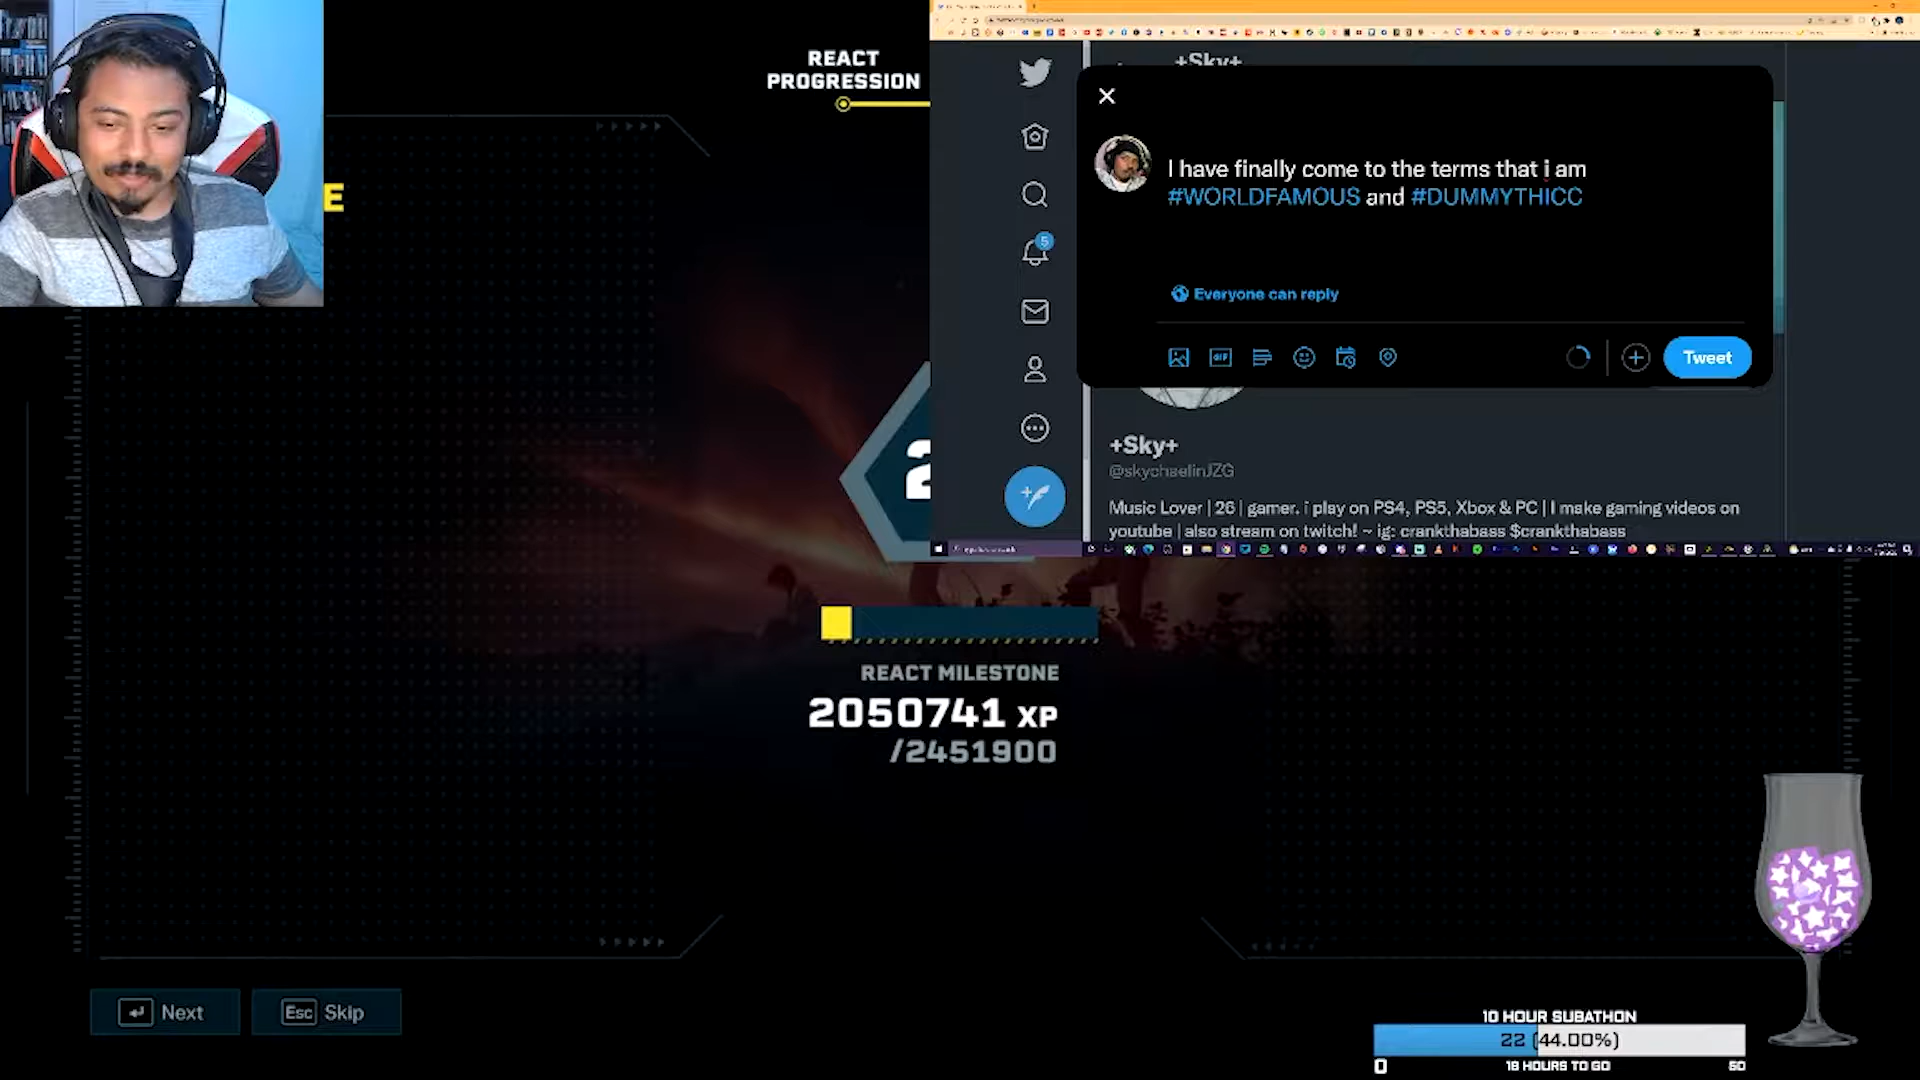 REACT
PROGRESSION
E
+Sky+
I have finally come to the terms that i am
#WORLDFAMOUS and #DUMMYTHICC
5
Everyone can reply
GIF
Tweet
+Sky+
@skychaelinJZG
Music Lover | 26 | gamer. i play on PS4, PS5, Xbox & PC | I make gaming videos on
youtube | also stream on twitch! ~ ig: crankthabass $crankthabass
2
REACT MILESTONE
2050741 XP
/2451900
Next
Esc Skip
10 HOUR SUBATHON
22 (44.00%)
0 18 HOURS TO GO 50